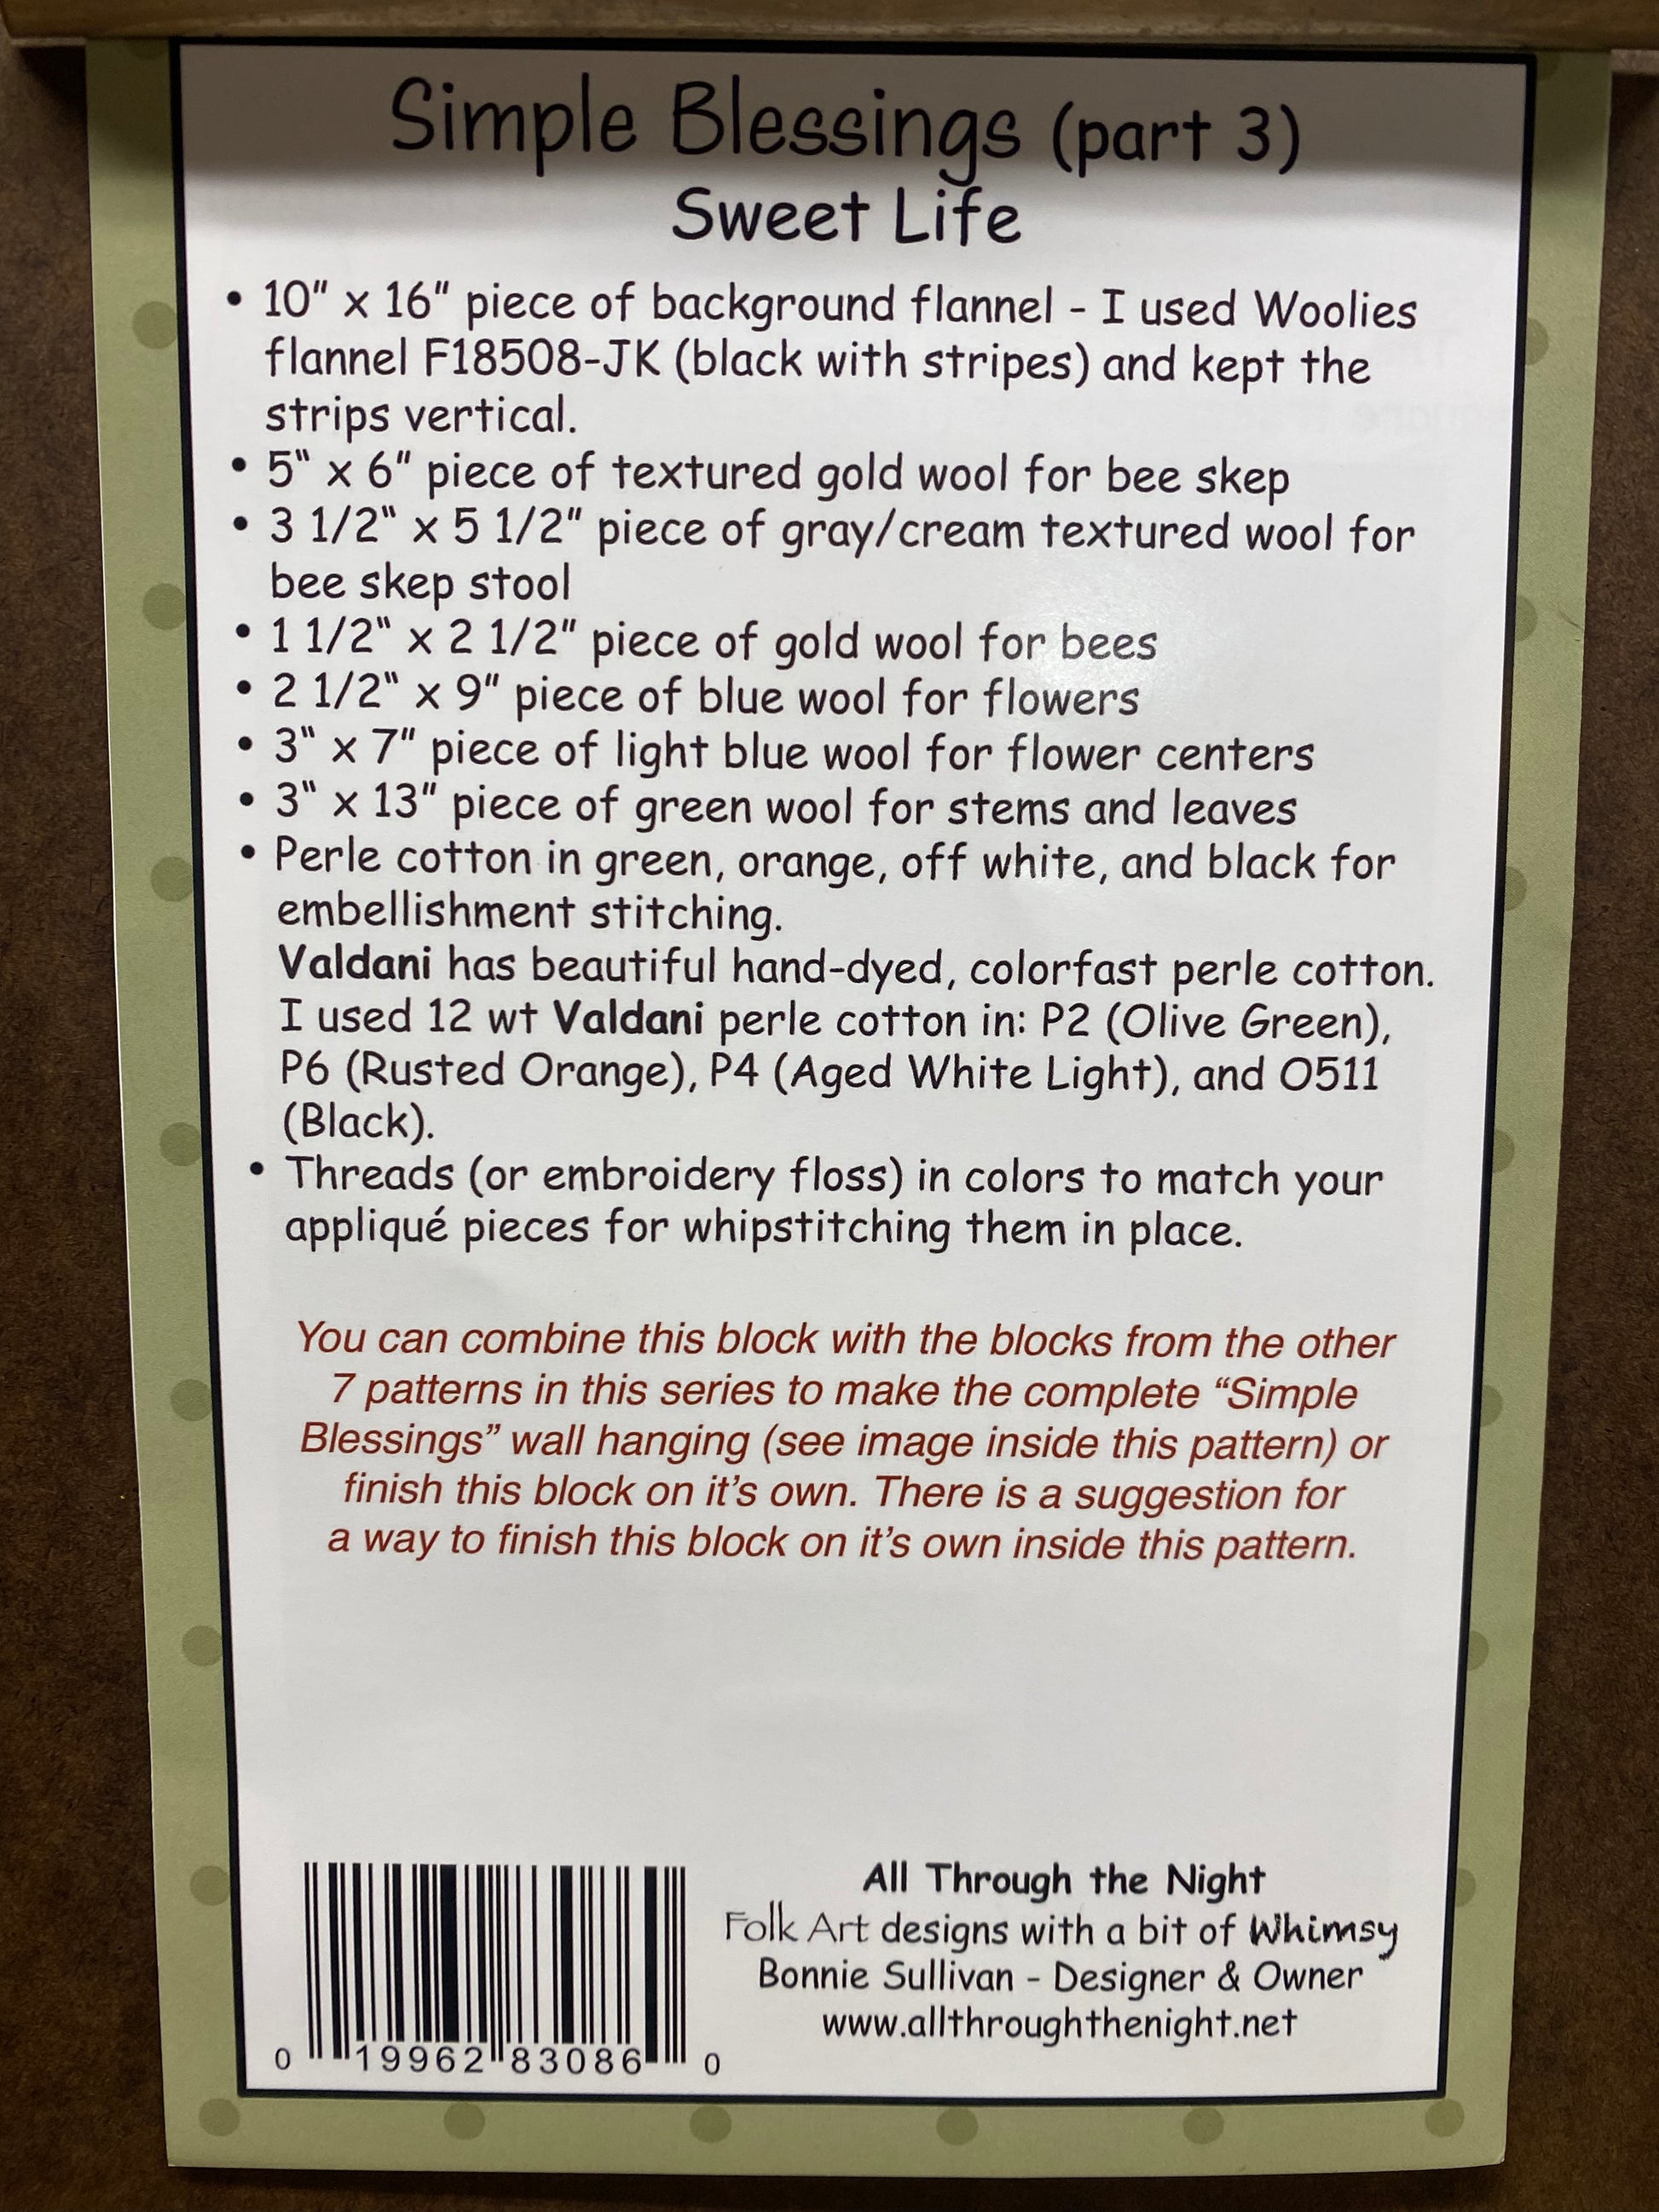 Simple Blessings (part 3)
Sweet Life
• 10" x 16" piece of background flannel - I used Woolies
flannel F18508-JK (black with stripes) and kept the
strips vertical.
• 5" x 6" piece of textured gold wool for bee skep
• 3 1/2" x 5 1/2" piece of gray/cream textured wool for
bee skep stool
• 1 1/2" x 2 1/2" piece of gold wool for bees
• 2 1/2" x 9" piece of blue wool for flowers
• 3" x 7" piece of light blue wool for flower centers
• 3" x 13" piece of green wool for stems and leaves
• Perle cotton in green, orange, off white, and black for
embellishment stitching.
Valdani has beautiful hand-dyed, colorfast perle cotton.
I used 12 wt Valdani perle cotton in: P2 (Olive Green),
P6 (Rusted Orange), P4 (Aged White Light), and O511
(Black).
• Threads (or embroidery floss) in colors to match your
appliqué pieces for whipstitching them in place.
You can combine this block with the blocks from the other
7 patterns in this series to make the complete “Simple
Blessings” wall hanging (see image inside this pattern) or
finish this block on it’s own. There is a suggestion for
a way to finish this block on it’s own inside this pattern.
All Through the Night
Folk Art designs with a bit of Whimsy
Bonnie Sullivan - Designer & Owner
www.allthroughthenight.net
0 19962 83086 0